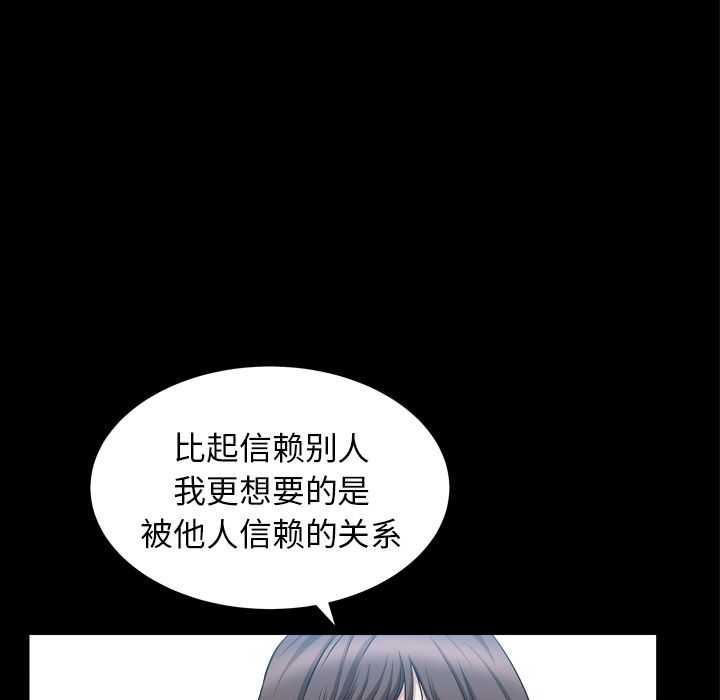 比起信赖别人
我更想要的是
被他人信赖的关系